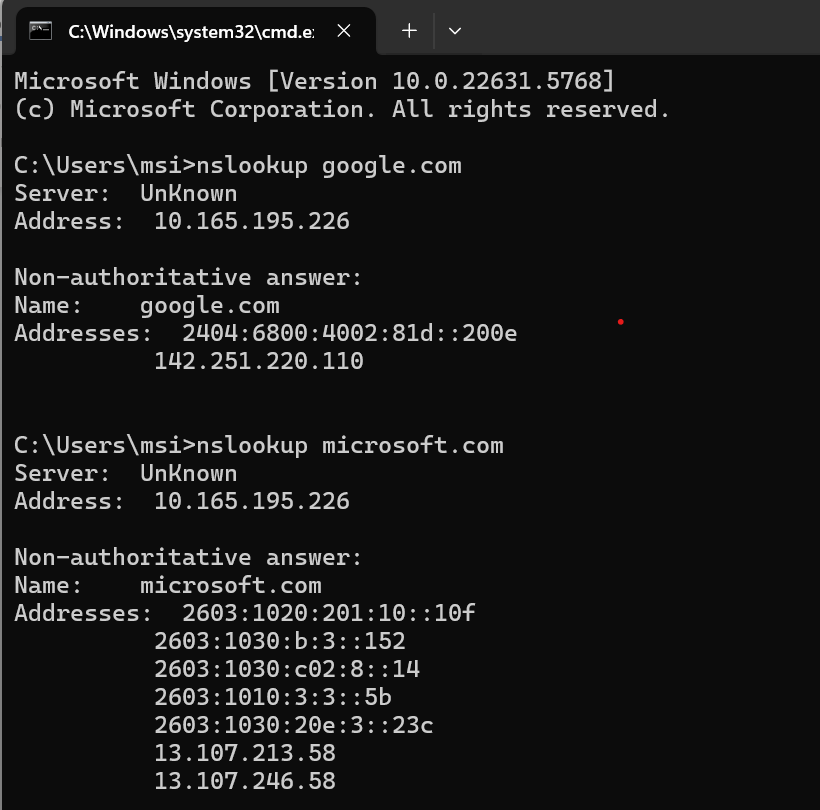 C:\Windows\system32\cmd.e
Microsoft Windows [Version 10.0.22631.5768]
(c) Microsoft Corporation. All rights reserved.
C:\Users\msi>nslookup google.com
Server:  UnKnown
Address:  10.165.195.226
Non-authoritative answer:
Name:    google.com
Addresses:  2404:6800:4002:81d::200e
          142.251.220.110
C:\Users\msi>nslookup microsoft.com
Server:  UnKnown
Address:  10.165.195.226
Non-authoritative answer:
Name:    microsoft.com
Addresses:  2603:1020:201:10::10f
          2603:1030:b:3::152
          2603:1030:c02:8::14
          2603:1010:3:3::5b
          2603:1030:20e:3::23c
          13.107.213.58
          13.107.246.58